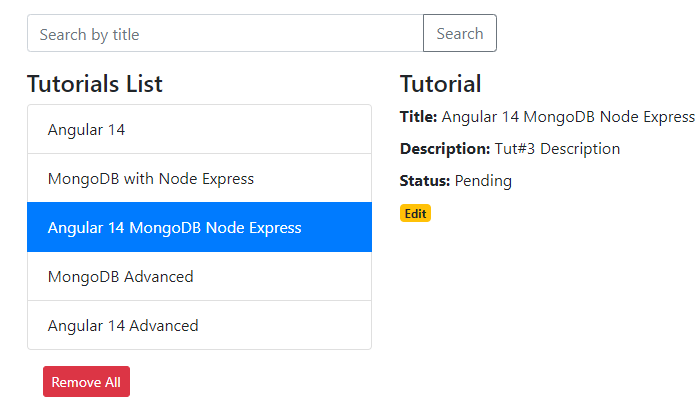 Search by title
Search
Tutorials List
Angular 14
MongoDB with Node Express
Angular 14 MongoDB Node Express
MongoDB Advanced
Angular 14 Advanced
Remove All
Tutorial
Title: Angular 14 MongoDB Node Express
Description: Tut#3 Description
Status: Pending
Edit